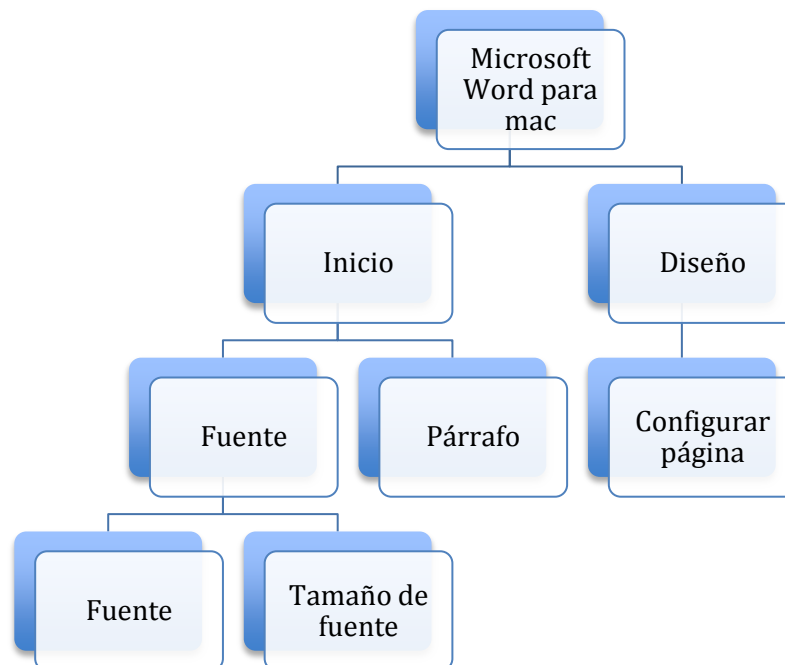 Microsoft
Word para
mac
Inicio
Diseño
Fuente
Párrafo
Configurar
página
Fuente
Tamaño de
fuente